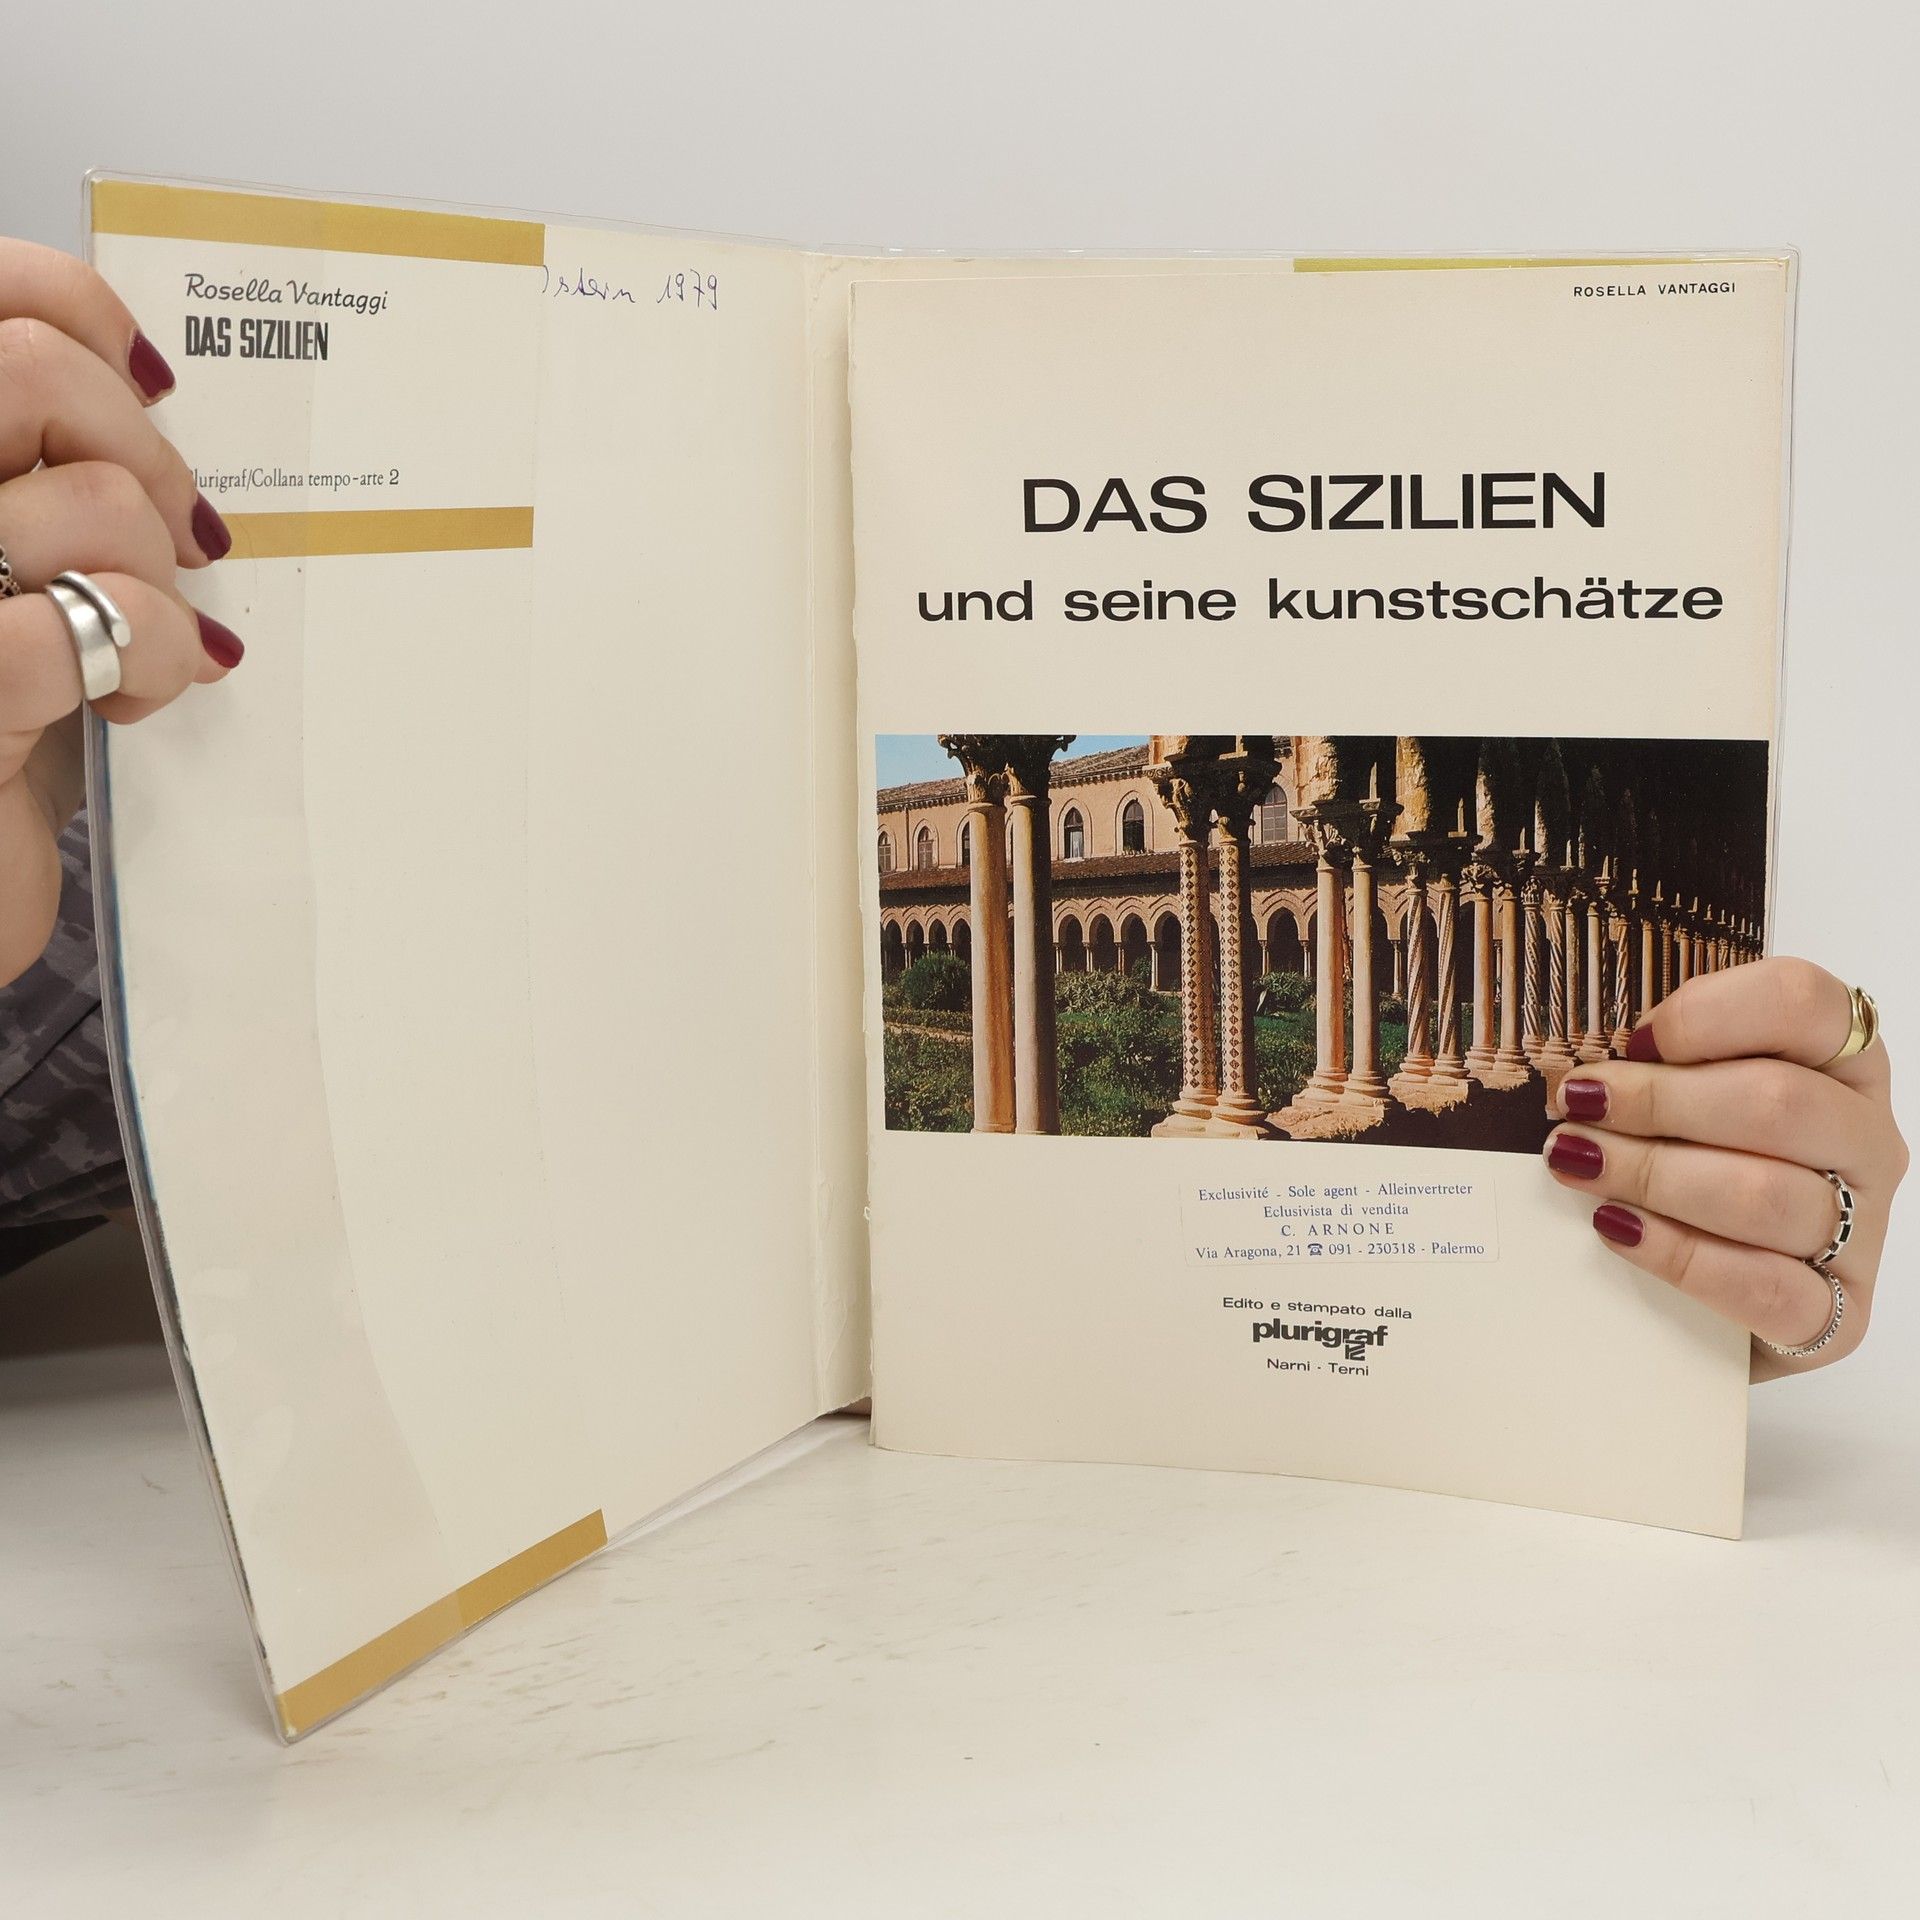 Rosella Vantaggi
DAS SIZILIEN
lurigraf/Collana tempo-arte 2
stern 1979
ROSELLA VANTAGGI
DAS SIZILIEN
und seine kunstschätze
Exclusivité - Sole agent - Alleinvertreter
Eclusivista di vendita
C. ARNONE
Via Aragona, 21 ☎ 091 - 230318 - Palermo
Edito e stampato dalla
plurigraf
Narni - Terni